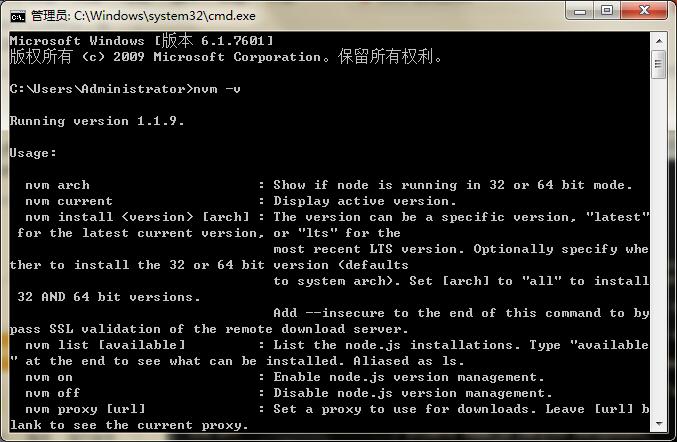 管理员: C:\Windows\system32\cmd.exe
Microsoft Windows [版本 6.1.7601]
版权所有 (c) 2009 Microsoft Corporation。保留所有权利。
C:\Users\Administrator>nvm -v
Running version 1.1.9.
Usage:
  nvm arch                     : Show if node is running in 32 or 64 bit mode.
  nvm current                  : Display active version.
  nvm install <version> [arch] : The version can be a specific version, "latest"
 for the latest current version, or "lts" for the
                                 most recent LTS version. Optionally specify whe
ther to install the 32 or 64 bit version (defaults
                                 to system arch). Set [arch] to "all" to install
 32 AND 64 bit versions.
                                 Add --insecure to the end of this command to by
pass SSL validation of the remote download server.
  nvm list [available]         : List the node.js installations. Type "available
" at the end to see what can be installed. Aliased as ls.
  nvm on                       : Enable node.js version management.
  nvm off                      : Disable node.js version management.
  nvm proxy [url]              : Set a proxy to use for downloads. Leave [url] b
lank to see the current proxy.